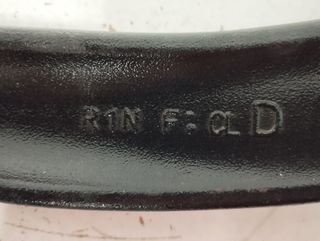 R1N F: CL D